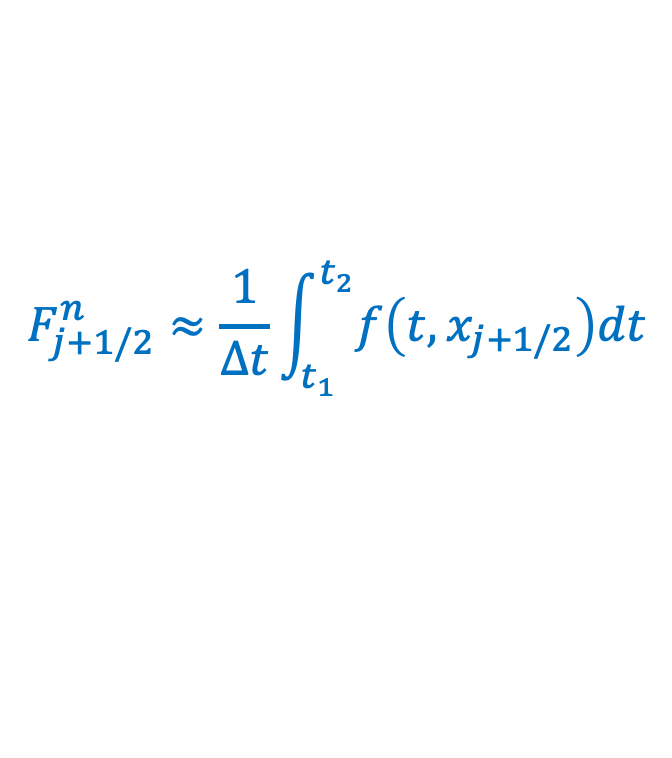 F^n_{j+1/2} ≈ \frac{1}{Δt} \int_{t_1}^{t_2} f(t, x_{j+1/2})dt